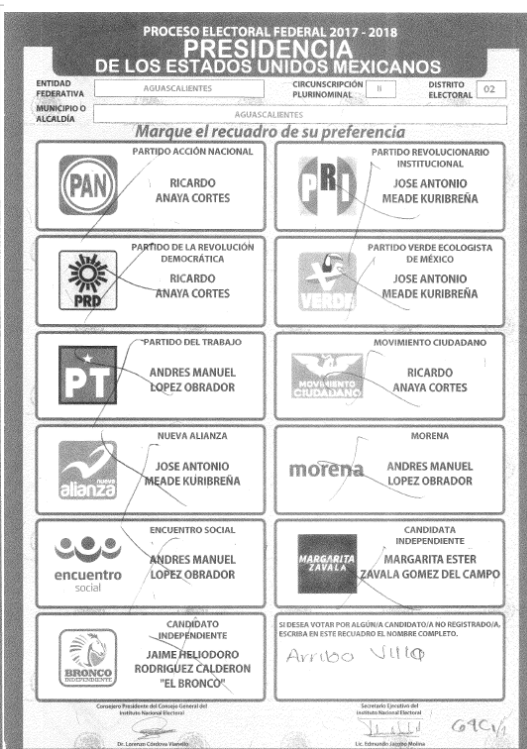 PROCESO ELECTORAL FEDERAL 2017 - 2018
PRESIDENCIA
DE LOS ESTADOS UNIDOS MEXICANOS
ENTIDAD FEDERATIVA
AGUASCALIENTES
CIRCUNSCRIPCIÓN PLURINOMINAL
II
DISTRITO ELECTORAL
02
MUNICIPIO O ALCALDÍA
AGUASCALIENTES
Marque el recuadro de su preferencia
PARTIDO ACCIÓN NACIONAL
PAN
RICARDO
ANAYA CORTES
PARTIDO REVOLUCIONARIO
INSTITUCIONAL
PRI
JOSE ANTONIO
MEADE KURIBREÑA
PARTIDO DE LA REVOLUCIÓN
DEMOCRÁTICA
PRD
RICARDO
ANAYA CORTES
PARTIDO VERDE ECOLOGISTA
DE MÉXICO
VERDE
JOSE ANTONIO
MEADE KURIBREÑA
PARTIDO DEL TRABAJO
PT
ANDRES MANUEL
LOPEZ OBRADOR
MOVIMIENTO CIUDADANO
MOVIMIENTO
CIUDADANO
RICARDO
ANAYA CORTES
NUEVA ALIANZA
nueva
alianza
JOSE ANTONIO
MEADE KURIBREÑA
MORENA
morena
ANDRES MANUEL
LOPEZ OBRADOR
ENCUENTRO SOCIAL
encuentro
social
ANDRES MANUEL
LOPEZ OBRADOR
CANDIDATA
INDEPENDIENTE
MARGARITA
ZAVALA
MARGARITA ESTER
ZAVALA GOMEZ DEL CAMPO
CANDIDATO
INDEPENDIENTE
BRONCO
INDEPENDIENTE
JAIME HELIODORO
RODRIGUEZ CALDERON
"EL BRONCO"
SI DESEA VOTAR POR ALGÚN/A CANDIDATO/A NO REGISTRADO/A,
ESCRIBA EN ESTE RECUADRO EL NOMBRE COMPLETO.
Arriba Villa
Consejero Presidente del Consejo General del
Instituto Nacional Electoral
Dr. Lorenzo Córdova Vianello
Secretario Ejecutivo del
Instituto Nacional Electoral
Lic. Edmundo Jacobo Molina